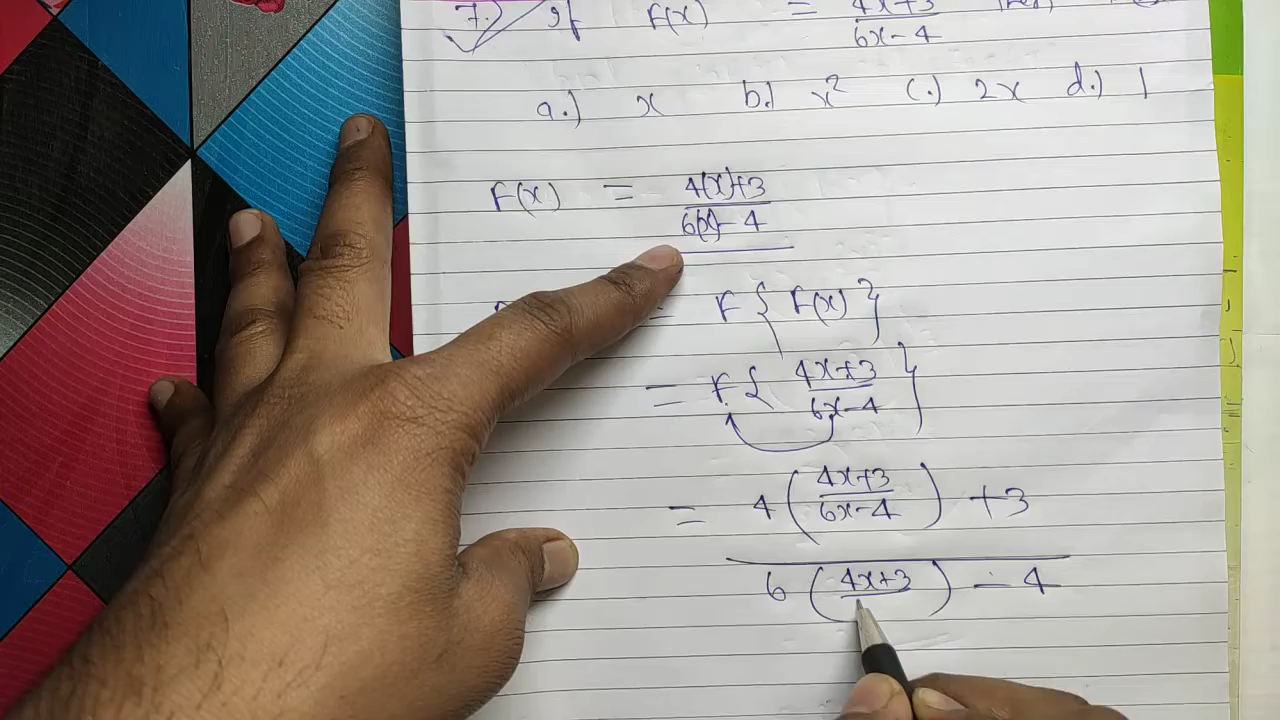 7.) If F(x) = 4x+3 / 6x-4
a.) x b.) x² c.) 2x d.) 1
F(x) = 4(x)+3 / 6(x)-4
= F { F(x) }
= F { 4x+3 / 6x-4 }
= 4 ( 4x+3 / 6x-4 ) + 3
6 ( 4x+3 ) - 4